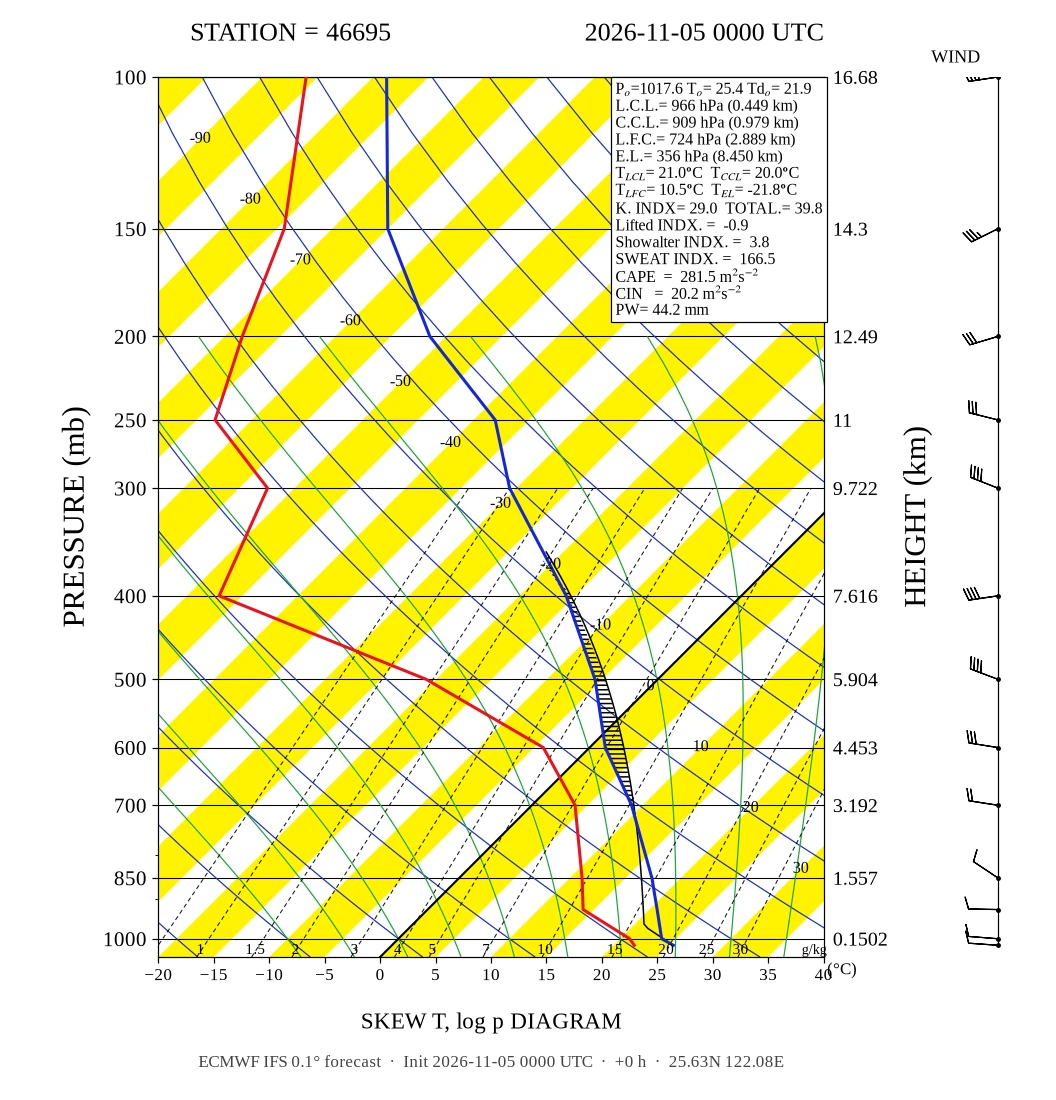 STATION = 46695
2026-11-05 0000 UTC
WIND
P₀=1017.6 T₀= 25.4 Td₀= 21.9
L.C.L.= 966 hPa (0.449 km)
C.C.L.= 909 hPa (0.979 km)
L.F.C.= 724 hPa (2.889 km)
E.L.= 356 hPa (8.450 km)
T_LCL= 21.0°C T_CCL= 20.0°C
T_LFC= 10.5°C T_EL= -21.8°C
K. INDX= 29.0 TOTAL.= 39.8
Lifted INDX. = -0.9
Showalter INDX. = 3.8
SWEAT INDX. = 166.5
CAPE = 281.5 m²s⁻²
CIN = 20.2 m²s⁻²
PW= 44.2 mm
PRESSURE (mb)
100
150
200
250
300
400
500
600
700
850
1000
HEIGHT (km)
16.68
14.3
12.49
11
9.722
7.616
5.904
4.453
3.192
1.557
0.1502
-90
-80
-70
-60
-50
-40
-30
-10
0
10
20
30
1 1.5 2 3 4 5 7 10 15 20 25 30 g/kg
−20 −15 −10 −5 0 5 10 15 20 25 30 35 40 (°C)
SKEW T, log p DIAGRAM
ECMWF IFS 0.1° forecast · Init 2026-11-05 0000 UTC · +0 h · 25.63N 122.08E